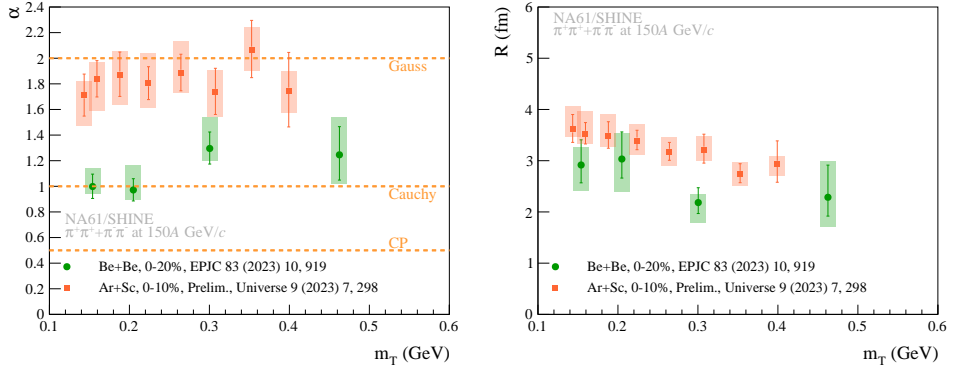 α
2.4
2.2
2
1.8
1.6
1.4
1.2
1
0.8
0.6
0.4
0.2
0
Gauss
Cauchy
CP
NA61/SHINE
π⁺π⁺+π⁻π⁻ at 150A GeV/c
Be+Be, 0-20%, EPJC 83 (2023) 10, 919
Ar+Sc, 0-10%, Prelim., Universe 9 (2023) 7, 298
0.1 0.2 0.3 0.4 0.5 0.6
m_T (GeV)
R (fm)
6
5
4
3
2
1
0
NA61/SHINE
π⁺π⁺+π⁻π⁻ at 150A GeV/c
Be+Be, 0-20%, EPJC 83 (2023) 10, 919
Ar+Sc, 0-10%, Prelim., Universe 9 (2023) 7, 298
0.1 0.2 0.3 0.4 0.5 0.6
m_T (GeV)